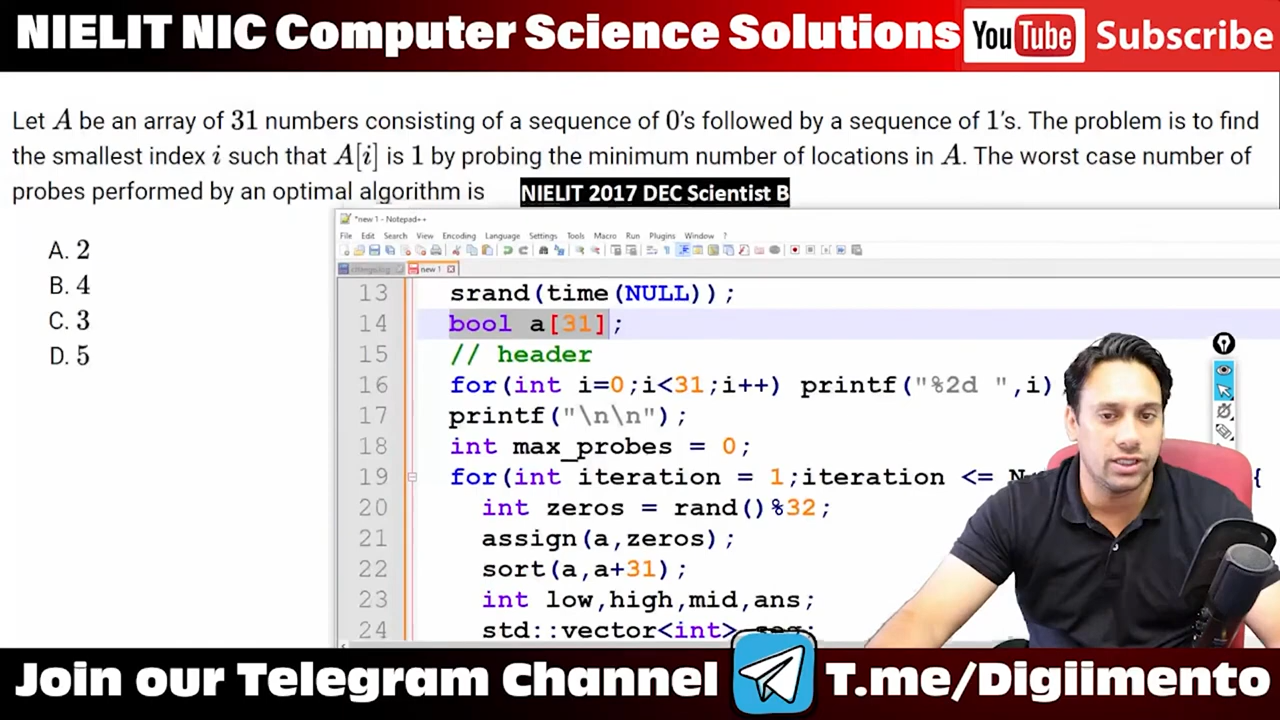 NIELIT NIC Computer Science Solutions YouTube Subscribe
Let A be an array of 31 numbers consisting of a sequence of 0's followed by a sequence of 1's. The problem is to find
the smallest index i such that A[i] is 1 by probing the minimum number of locations in A. The worst case number of
probes performed by an optimal algorithm is NIELIT 2017 DEC Scientist B
A. 2
B. 4
C. 3
D. 5
*new 1 - Notepad++
File Edit Search View Encoding Language Settings Tools Macro Run Plugins Window ?
new 1
13 srand(time(NULL));
14 bool a[31];
15 // header
16 for(int i=0;i<31;i++) printf("%2d ",i)
17 printf("\n\n");
18 int max_probes = 0;
19 for(int iteration = 1;iteration <= {
20 int zeros = rand()%32;
21 assign(a,zeros);
22 sort(a,a+31);
23 int low,high,mid,ans;
24 std::vector<int> seq;
Join our Telegram Channel T.me/Digiimento